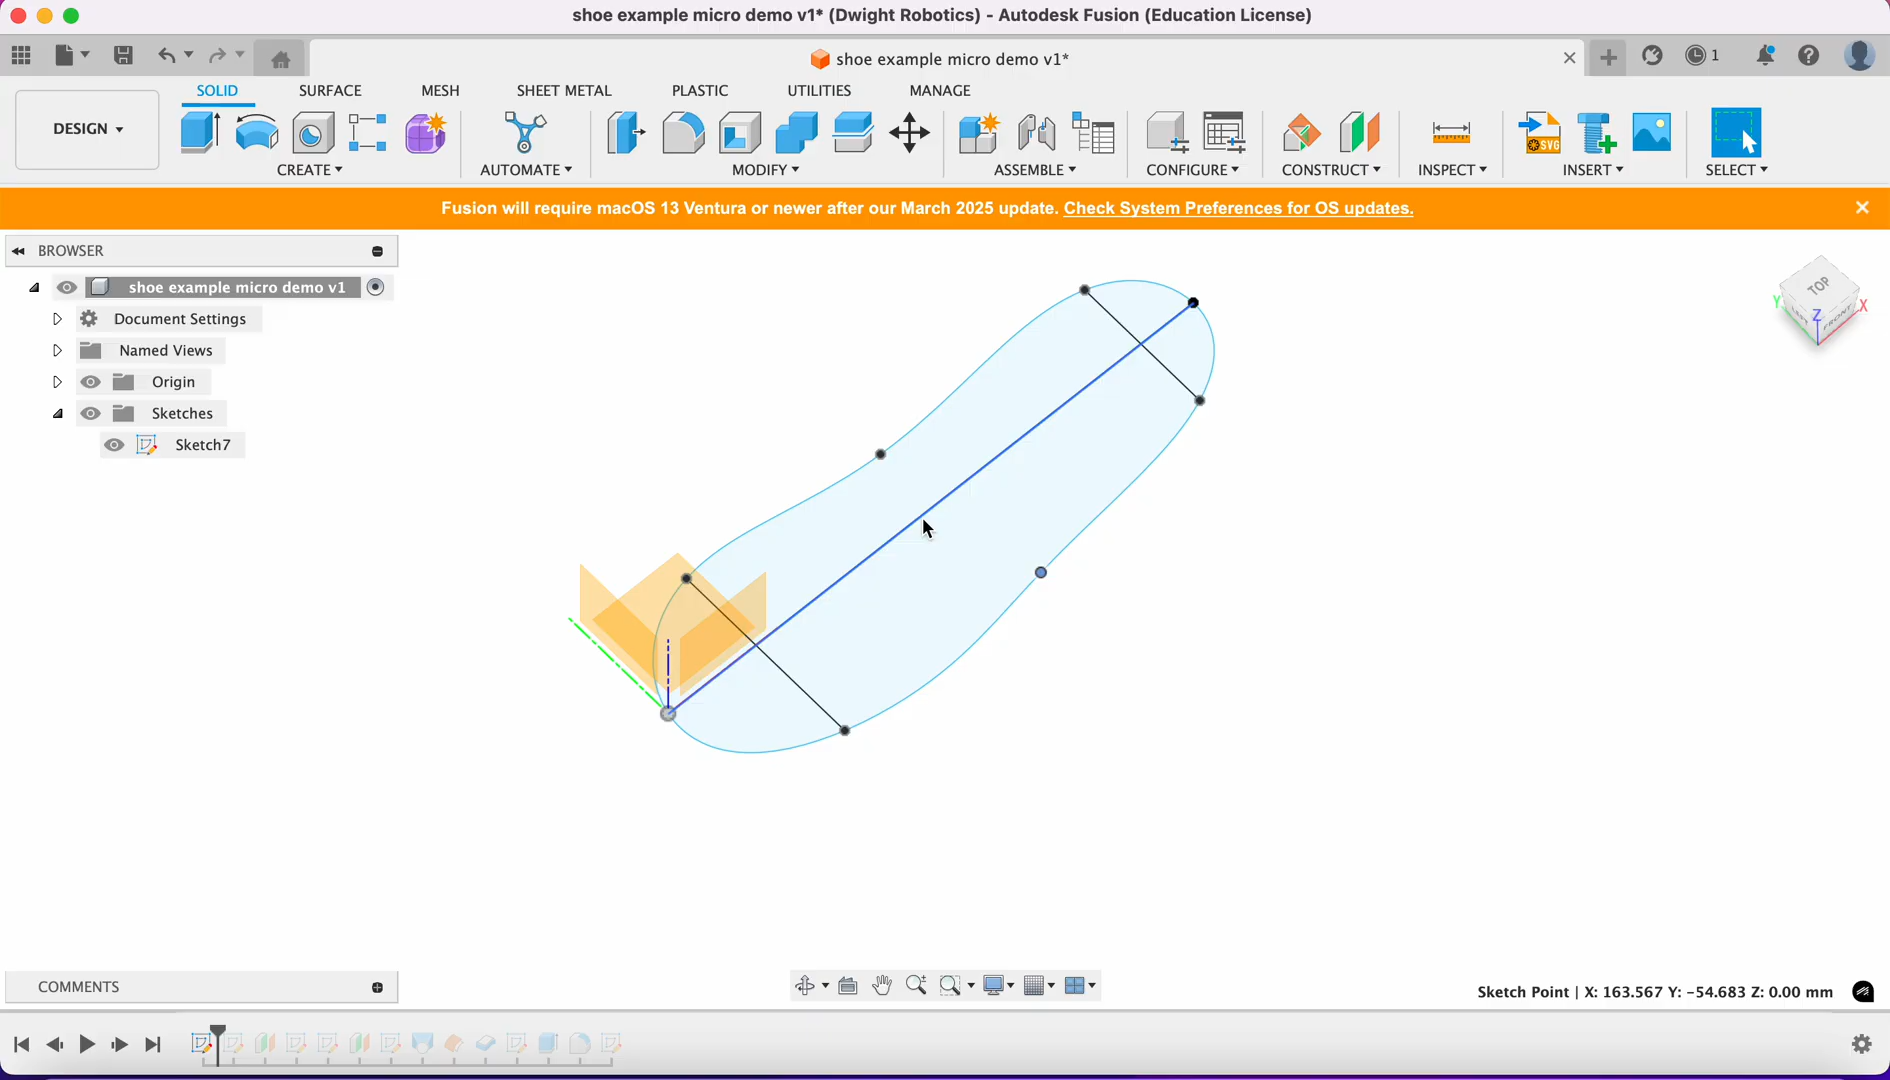 shoe example micro demo v1* (Dwight Robotics) - Autodesk Fusion (Education License)
shoe example micro demo v1*
1
SOLID SURFACE MESH SHEET METAL PLASTIC UTILITIES MANAGE
DESIGN
SVG
CREATE AUTOMATE MODIFY ASSEMBLE CONFIGURE CONSTRUCT INSPECT INSERT SELECT
Fusion will require macOS 13 Ventura or newer after our March 2025 update. Check System Preferences for OS updates.
BROWSER
shoe example micro demo v1
Document Settings
Named Views
Origin
Sketches
Sketch7
TOP
Y Z X
LEFT FRONT
COMMENTS
Sketch Point | X: 163.567 Y: -54.683 Z: 0.00 mm